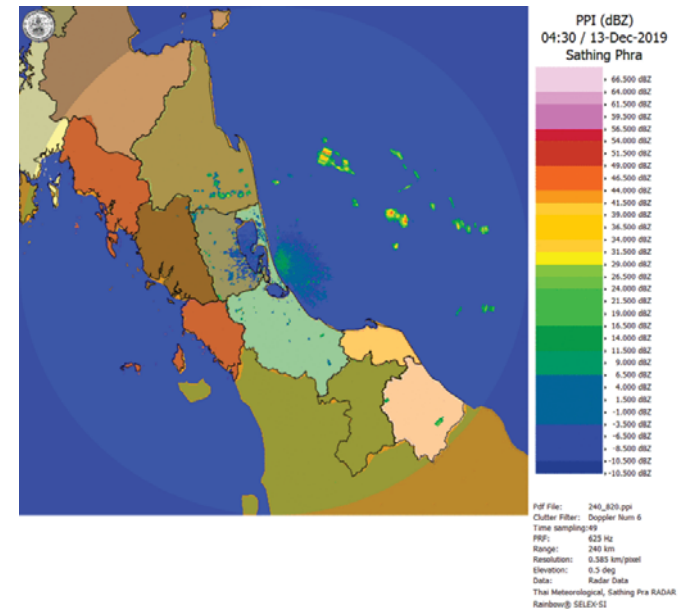 PPI (dBZ)
04:30 / 13-Dec-2019
Sathing Phra
66.500 dBZ
64.000 dBZ
61.500 dBZ
59.500 dBZ
56.500 dBZ
54.000 dBZ
51.500 dBZ
49.000 dBZ
46.500 dBZ
44.000 dBZ
41.500 dBZ
39.000 dBZ
36.500 dBZ
34.000 dBZ
31.500 dBZ
29.000 dBZ
26.500 dBZ
24.000 dBZ
21.500 dBZ
19.000 dBZ
16.500 dBZ
14.000 dBZ
11.500 dBZ
9.000 dBZ
6.500 dBZ
4.000 dBZ
1.500 dBZ
-1.000 dBZ
-3.500 dBZ
-6.500 dBZ
-8.500 dBZ
-10.500 dBZ
-10.500 dBZ
Pdf File: 240_820.ppi
Clutter Filter: Doppler Num 6
Time sampling:49
PRF: 625 Hz
Range: 240 km
Resolution: 0.585 km/pixel
Elevation: 0.5 deg
Data: Radar Data
Thai Meteorological, Sathing Pra RADAR
Rainbow® SELEX-SI